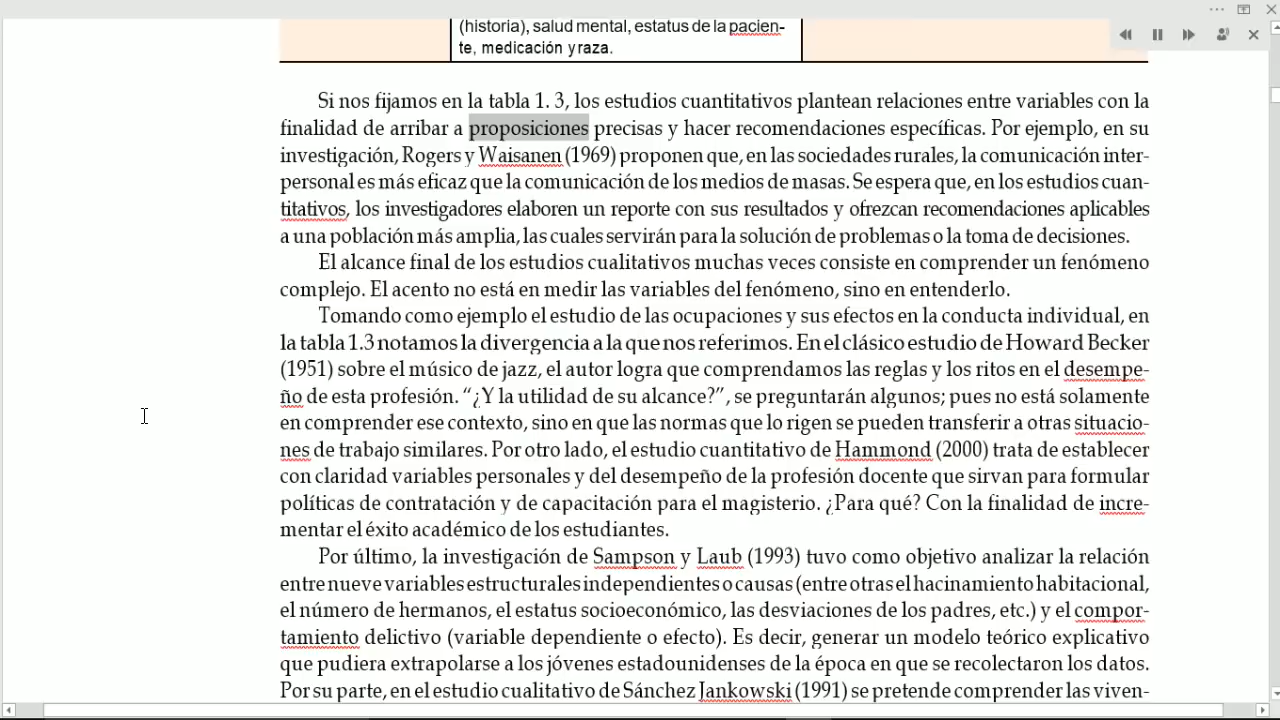 (historia), salud mental, estatus de la pacien-
te, medicación y raza.
Si nos fijamos en la tabla 1. 3, los estudios cuantitativos plantean relaciones entre variables con la
finalidad de arribar a proposiciones precisas y hacer recomendaciones específicas. Por ejemplo, en su
investigación, Rogers y Waisanen (1969) proponen que, en las sociedades rurales, la comunicación inter-
personal es más eficaz que la comunicación de los medios de masas. Se espera que, en los estudios cuan-
titativos, los investigadores elaboren un reporte con sus resultados y ofrezcan recomendaciones aplicables
a una población más amplia, las cuales servirán para la solución de problemas o la toma de decisiones.
El alcance final de los estudios cualitativos muchas veces consiste en comprender un fenómeno
complejo. El acento no está en medir las variables del fenómeno, sino en entenderlo.
Tomando como ejemplo el estudio de las ocupaciones y sus efectos en la conducta individual, en
la tabla 1.3 notamos la divergencia a la que nos referimos. En el clásico estudio de Howard Becker
(1951) sobre el músico de jazz, el autor logra que comprendamos las reglas y los ritos en el desempe-
ño de esta profesión. “¿Y la utilidad de su alcance?”, se preguntarán algunos; pues no está solamente
en comprender ese contexto, sino en que las normas que lo rigen se pueden transferir a otras situacio-
nes de trabajo similares. Por otro lado, el estudio cuantitativo de Hammond (2000) trata de establecer
con claridad variables personales y del desempeño de la profesión docente que sirvan para formular
políticas de contratación y de capacitación para el magisterio. ¿Para qué? Con la finalidad de incre-
mentar el éxito académico de los estudiantes.
Por último, la investigación de Sampson y Laub (1993) tuvo como objetivo analizar la relación
entre nueve variables estructurales independientes o causas (entre otras el hacinamiento habitacional,
el número de hermanos, el estatus socioeconómico, las desviaciones de los padres, etc.) y el compor-
tamiento delictivo (variable dependiente o efecto). Es decir, generar un modelo teórico explicativo
que pudiera extrapolarse a los jóvenes estadounidenses de la época en que se recolectaron los datos.
Por su parte, en el estudio cualitativo de Sánchez Jankowski (1991) se pretende comprender las viven-